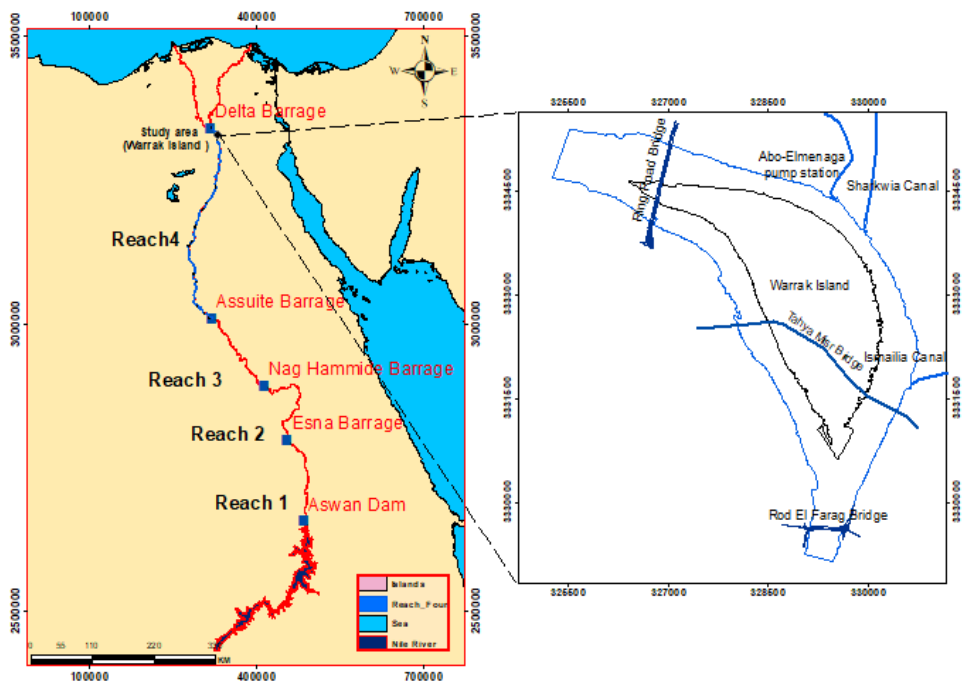 100000 400000 700000
3500000
3500000
N
W E
S
Delta Barrage
Study area
(Warrak Island )
Reach4
Assuite Barrage
3000000
3000000
Nag Hammide Barrage
Reach 3
Esna Barrage
Reach 2
Reach 1
Aswan Dam
Islands
Reach_Four
Sea
Nile River
2500000
2500000
0 55 110 220
KM
100000 400000 700000
325500 327000 328500 330000
Ring Road Bridge
Abo-Elmenaga
pump station
Sharkwia Canal
3334500
3334500
Warrak Island
3333000
3333000
Tahya Misr Bridge
Ismailia Canal
3331500
3331500
Rod El Farag Bridge
3330000
3330000
325500 327000 328500 330000